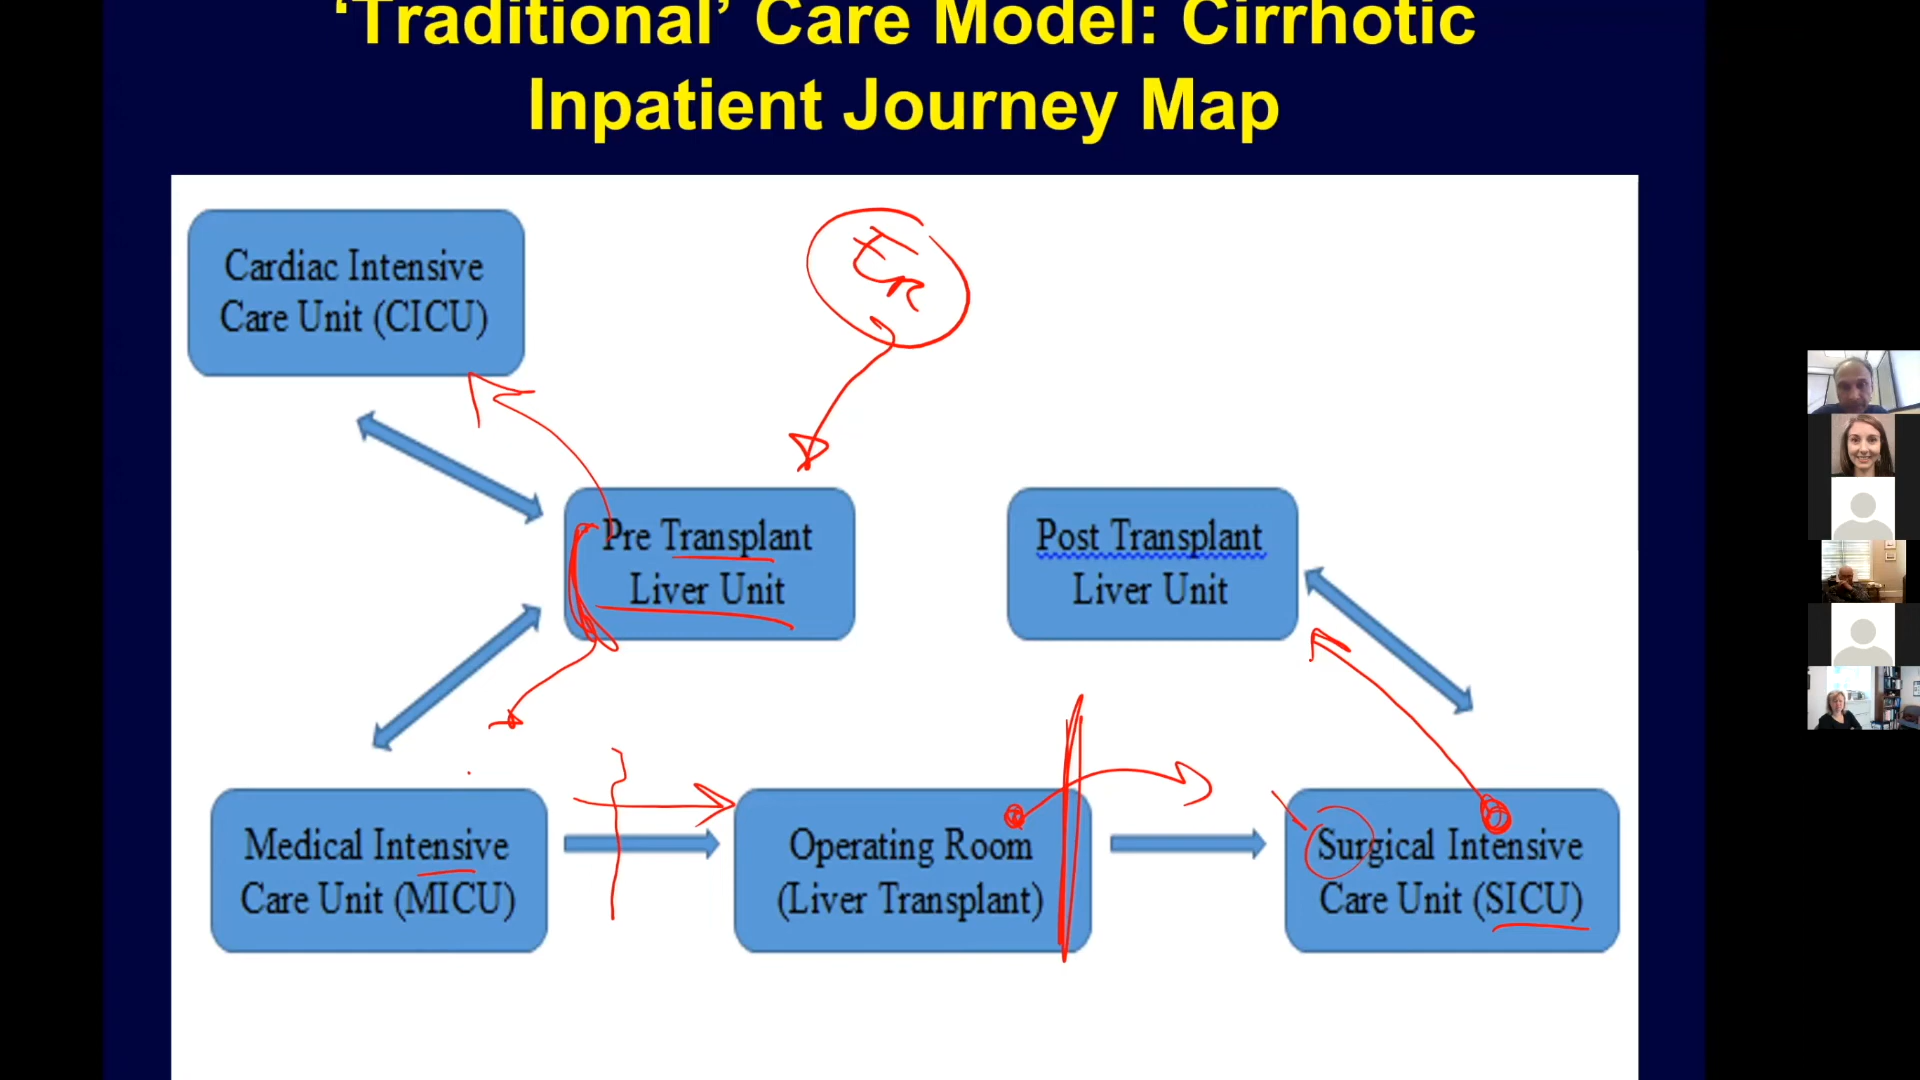 ‘Traditional’ Care Model: Cirrhotic
Inpatient Journey Map
Cardiac Intensive
Care Unit (CICU)
ER
Pre Transplant
Liver Unit
Post Transplant
Liver Unit
Medical Intensive
Care Unit (MICU)
Operating Room
(Liver Transplant)
Surgical Intensive
Care Unit (SICU)